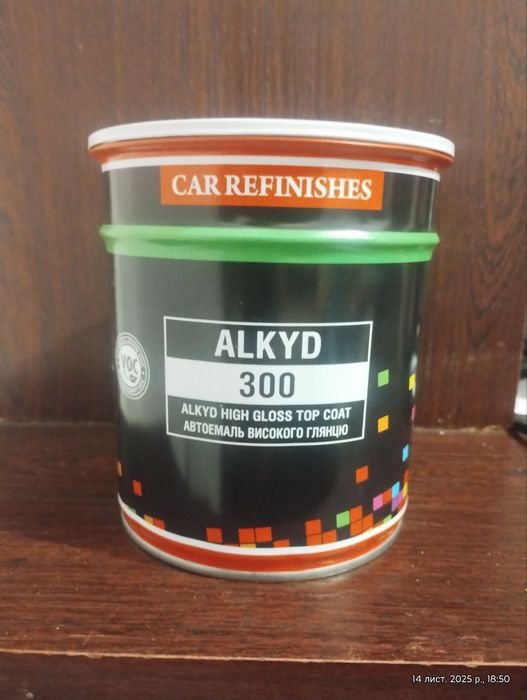 CAR REFINISHES
ALKYD
300
ALKYD HIGH GLOSS TOP COAT
АВТОЕМАЛЬ ВИСОКОГО ГЛЯНЦЮ
VOC
14 лист. 2025 р., 18:50